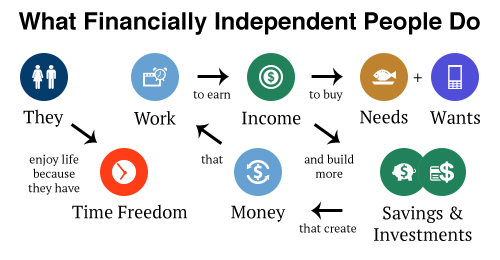 What Financially Independent People Do
They
Work
to earn
Income
to buy
Needs
+
Wants
enjoy life
because
they have
Time Freedom
that
Money
and build
more
that create
Savings &
Investments